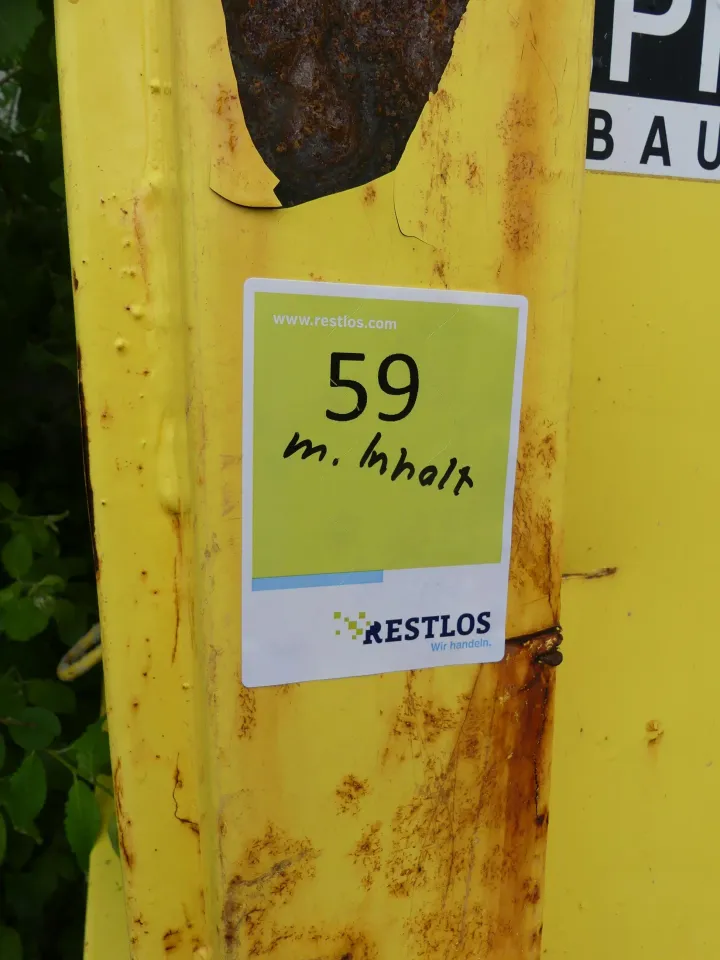 BAU
www.restlos.com
59
m. Inhalt
RESTLOS
Wir handeln.